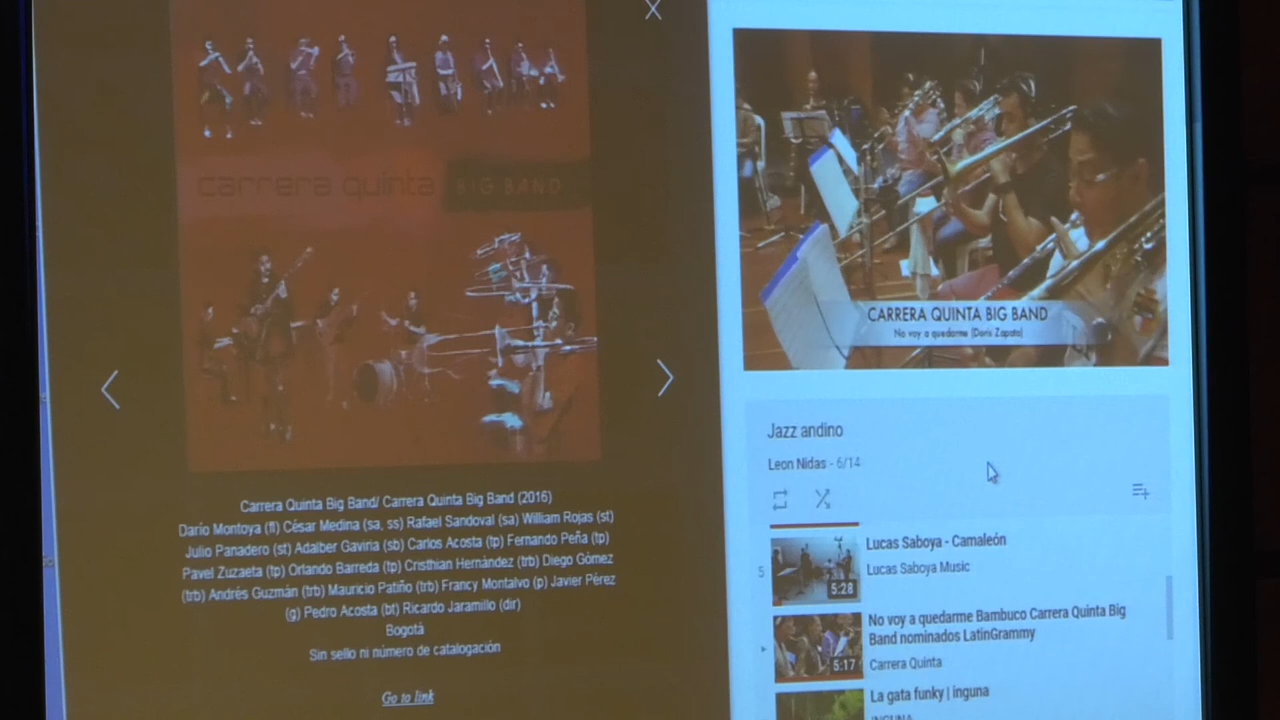 carrera quinta BIG BAND
Carrera Quinta Big Band/ Carrera Quinta Big Band (2016)
Darío Montoya (fl) César Medina (sa, ss) Rafael Sandoval (sa) William Rojas (st)
Julio Panadero (st) Adalber Gaviria (sb) Carlos Acosta (tp) Fernando Peña (tp)
Pavel Zuzaeta (tp) Orlando Barreda (tp) Cristhian Hernández (trb) Diego Gómez
(trb) Andrés Guzmán (trb) Mauricio Patiño (trb) Francy Montalvo (p) Javier Pérez
(g) Pedro Acosta (bt) Ricardo Jaramillo (dir)
Bogotá
Sin sello ni número de catalogación
Go to link
CARRERA QUINTA BIG BAND
No voy a quedarme (Doris Zapata)
Jazz andino
Leon Nidas - 6/14
5
5:28
Lucas Saboya - Camaleón
Lucas Saboya Music
5:17
No voy a quedarme Bambuco Carrera Quinta Big
Band nominados LatinGrammy
Carrera Quinta
La gata funky | inguna
INGUNA